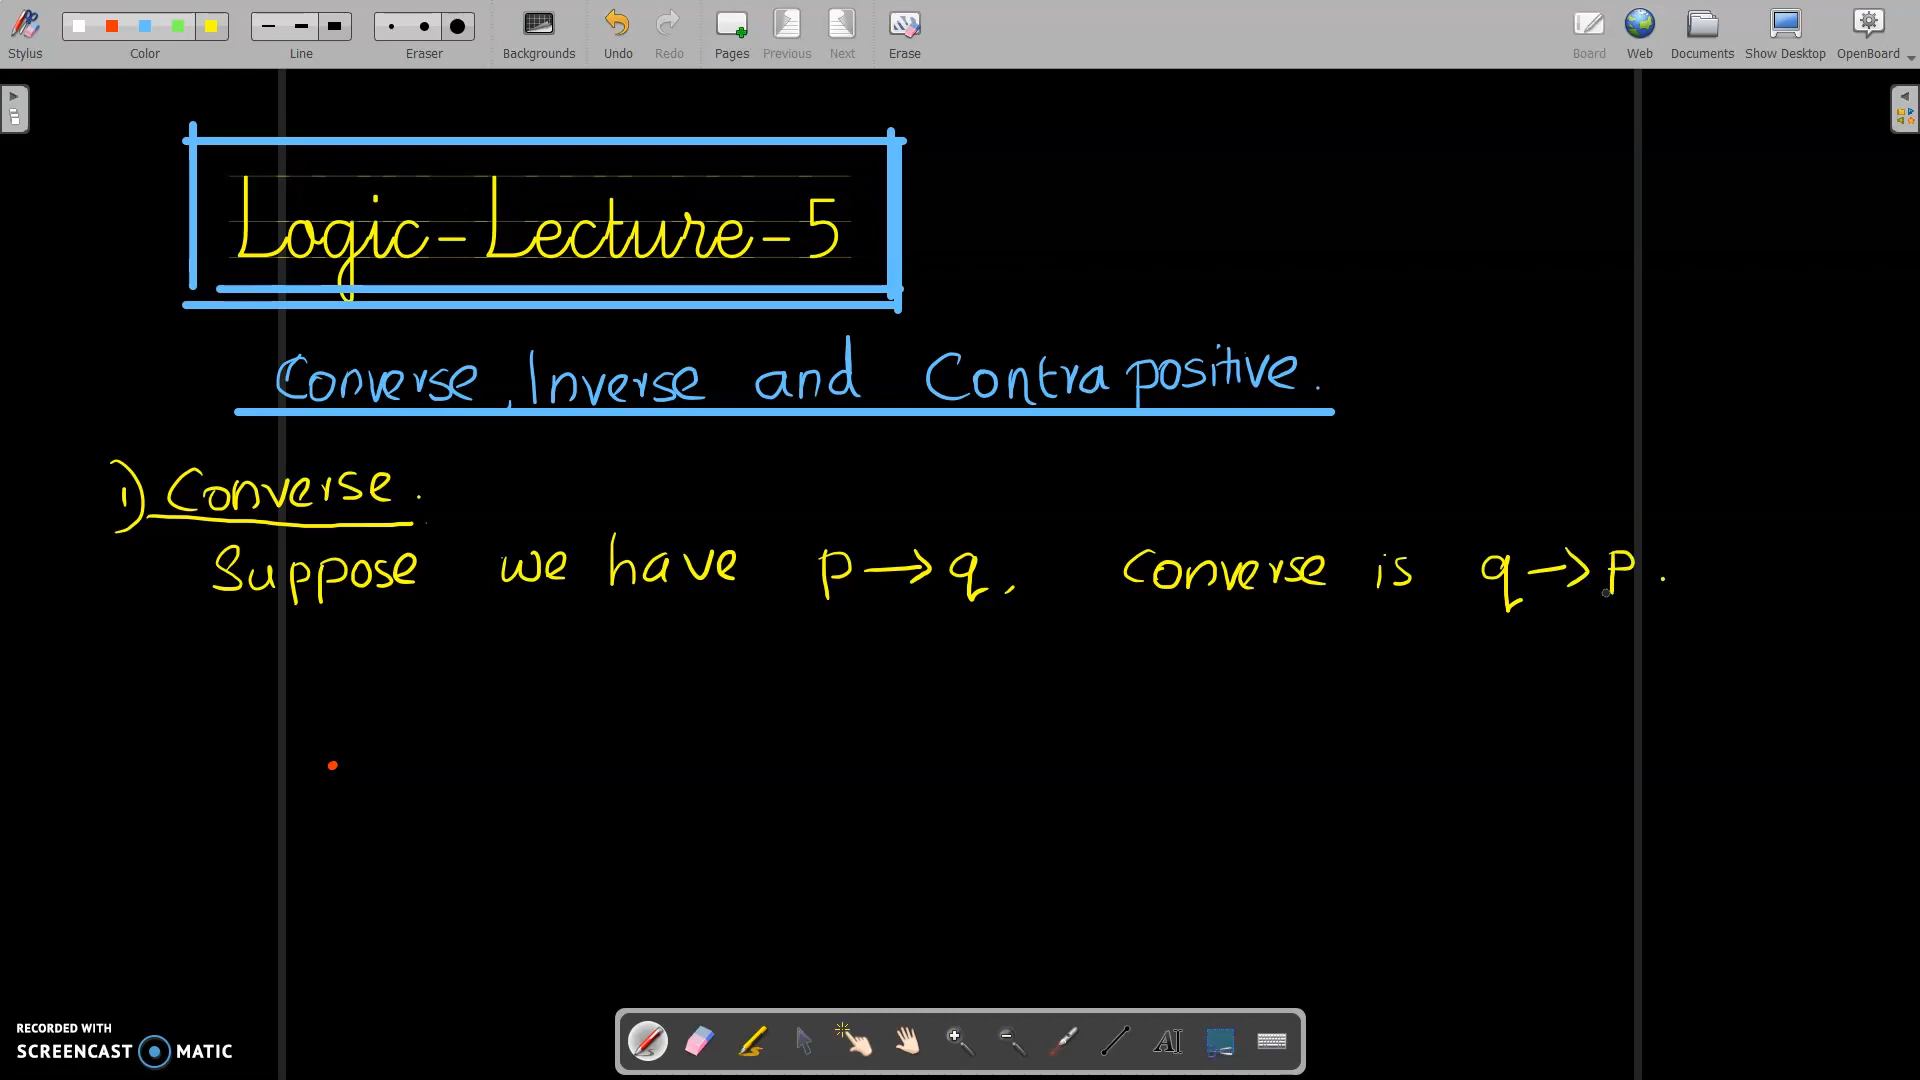 Stylus Color Line Eraser Backgrounds Undo Redo Pages Previous Next Erase Board Web Documents Show Desktop OpenBoard
Logic-Lecture-5
Converse, Inverse and Contrapositive.
1) Converse.
Suppose we have p → q, converse is q → p.
RECORDED WITH
SCREENCAST MATIC